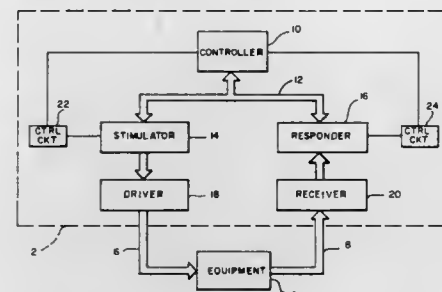 10
CONTROLLER
12
22
16
24
CTRL
CKT
STIMULATOR
14
RESPONDER
CTRL
CKT
DRIVER
18
RECEIVER
20
2
6
8
EQUIPMENT